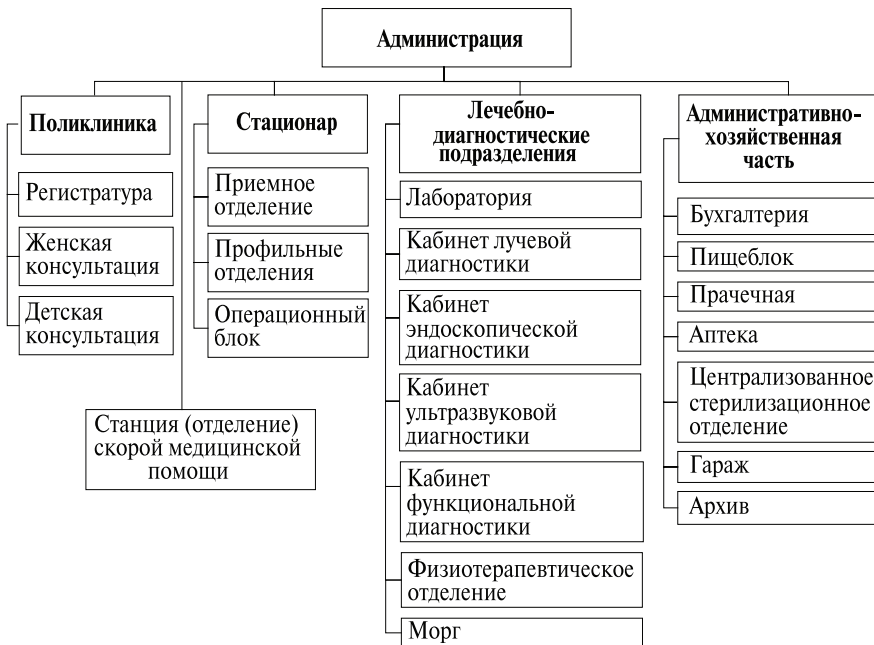 Администрация
Поликлиника
Регистратура
Женская
консультация
Детская
консультация
Станция (отделение)
скорой медицинской
помощи
Стационар
Приемное
отделение
Профильные
отделения
Операционный
блок
Лечебно-
диагностические
подразделения
Лаборатория
Кабинет лучевой
диагностики
Кабинет
эндоскопической
диагностики
Кабинет
ультразвуковой
диагностики
Кабинет
функциональной
диагностики
Физиотерапевтическое
отделение
Морг
Административно-
хозяйственная
часть
Бухгалтерия
Пищеблок
Прачечная
Аптека
Централизованное
стерилизационное
отделение
Гараж
Архив